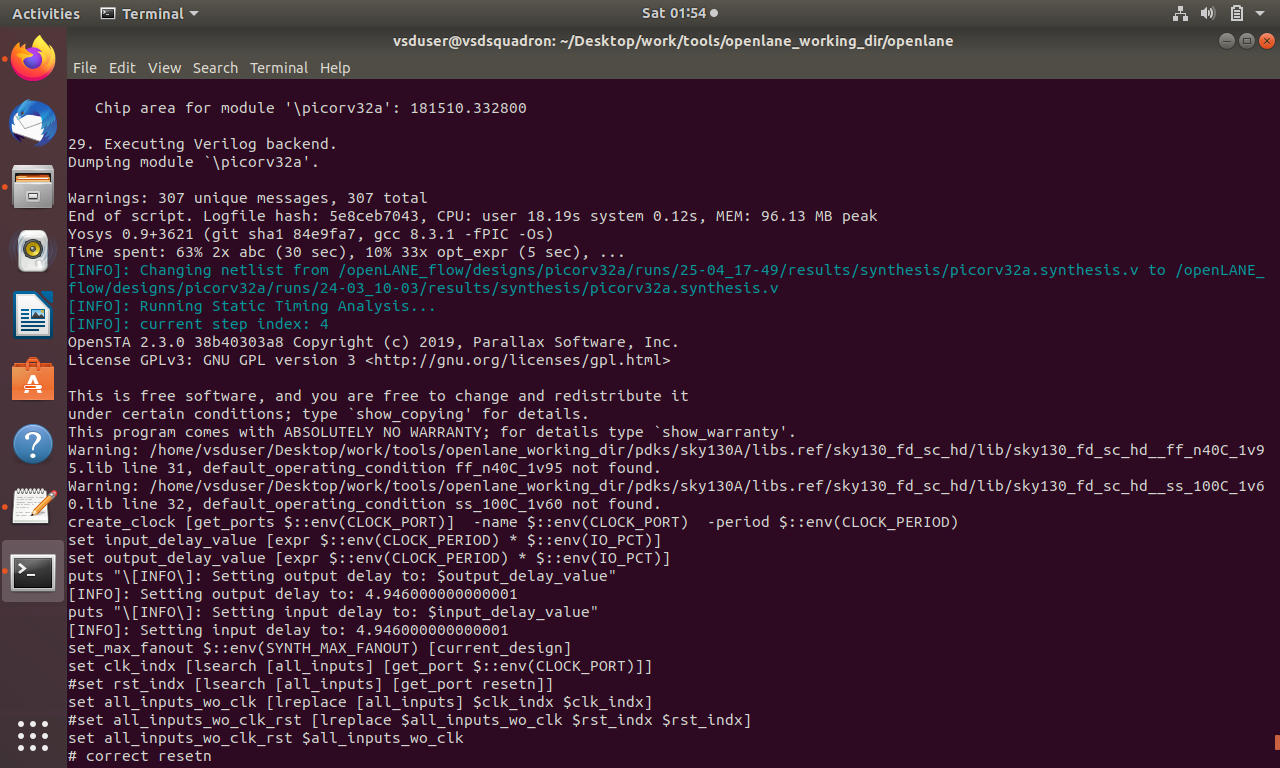 Activities Terminal Sat 01:54
vsduser@vsdsquadron: ~/Desktop/work/tools/openlane_working_dir/openlane
File Edit View Search Terminal Help
Chip area for module '\picorv32a': 181510.332800
29. Executing Verilog backend.
Dumping module `\picorv32a'.
Warnings: 307 unique messages, 307 total
End of script. Logfile hash: 5e8ceb7043, CPU: user 18.19s system 0.12s, MEM: 96.13 MB peak
Yosys 0.9+3621 (git sha1 84e9fa7, gcc 8.3.1 -fPIC -Os)
Time spent: 63% 2x abc (30 sec), 10% 33x opt_expr (5 sec), ...
[INFO]: Changing netlist from /openLANE_flow/designs/picorv32a/runs/25-04_17-49/results/synthesis/picorv32a.synthesis.v to /openLANE_
flow/designs/picorv32a/runs/24-03_10-03/results/synthesis/picorv32a.synthesis.v
[INFO]: Running Static Timing Analysis...
[INFO]: current step index: 4
OpenSTA 2.3.0 38b40303a8 Copyright (c) 2019, Parallax Software, Inc.
License GPLv3: GNU GPL version 3 <http://gnu.org/licenses/gpl.html>
This is free software, and you are free to change and redistribute it
under certain conditions; type `show_copying' for details.
This program comes with ABSOLUTELY NO WARRANTY; for details type `show_warranty'.
Warning: /home/vsduser/Desktop/work/tools/openlane_working_dir/pdks/sky130A/libs.ref/sky130_fd_sc_hd/lib/sky130_fd_sc_hd__ff_n40C_1v9
5.lib line 31, default_operating_condition ff_n40C_1v95 not found.
Warning: /home/vsduser/Desktop/work/tools/openlane_working_dir/pdks/sky130A/libs.ref/sky130_fd_sc_hd/lib/sky130_fd_sc_hd__ss_100C_1v6
0.lib line 32, default_operating_condition ss_100C_1v60 not found.
create_clock [get_ports $::env(CLOCK_PORT)]  -name $::env(CLOCK_PORT)  -period $::env(CLOCK_PERIOD)
set input_delay_value [expr $::env(CLOCK_PERIOD) * $::env(IO_PCT)]
set output_delay_value [expr $::env(CLOCK_PERIOD) * $::env(IO_PCT)]
puts "\[INFO\]: Setting output delay to: $output_delay_value"
[INFO]: Setting output delay to: 4.946000000000001
puts "\[INFO\]: Setting input delay to: $input_delay_value"
[INFO]: Setting input delay to: 4.946000000000001
set_max_fanout $::env(SYNTH_MAX_FANOUT) [current_design]
set clk_indx [lsearch [all_inputs] [get_port $::env(CLOCK_PORT)]]
#set rst_indx [lsearch [all_inputs] [get_port resetn]]
set all_inputs_wo_clk [lreplace [all_inputs] $clk_indx $clk_indx]
#set all_inputs_wo_clk_rst [lreplace $all_inputs_wo_clk $rst_indx $rst_indx]
set all_inputs_wo_clk_rst $all_inputs_wo_clk
# correct resetn